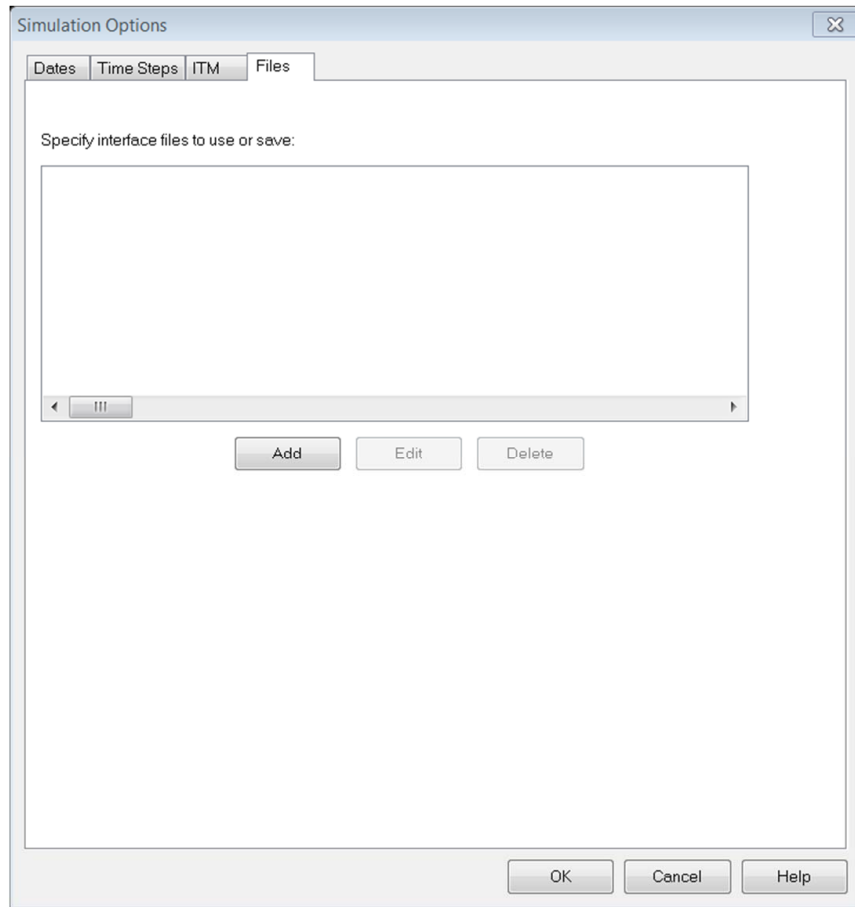 Simulation Options
Dates Time Steps ITM Files
Specify interface files to use or save:
Add Edit Delete
OK Cancel Help